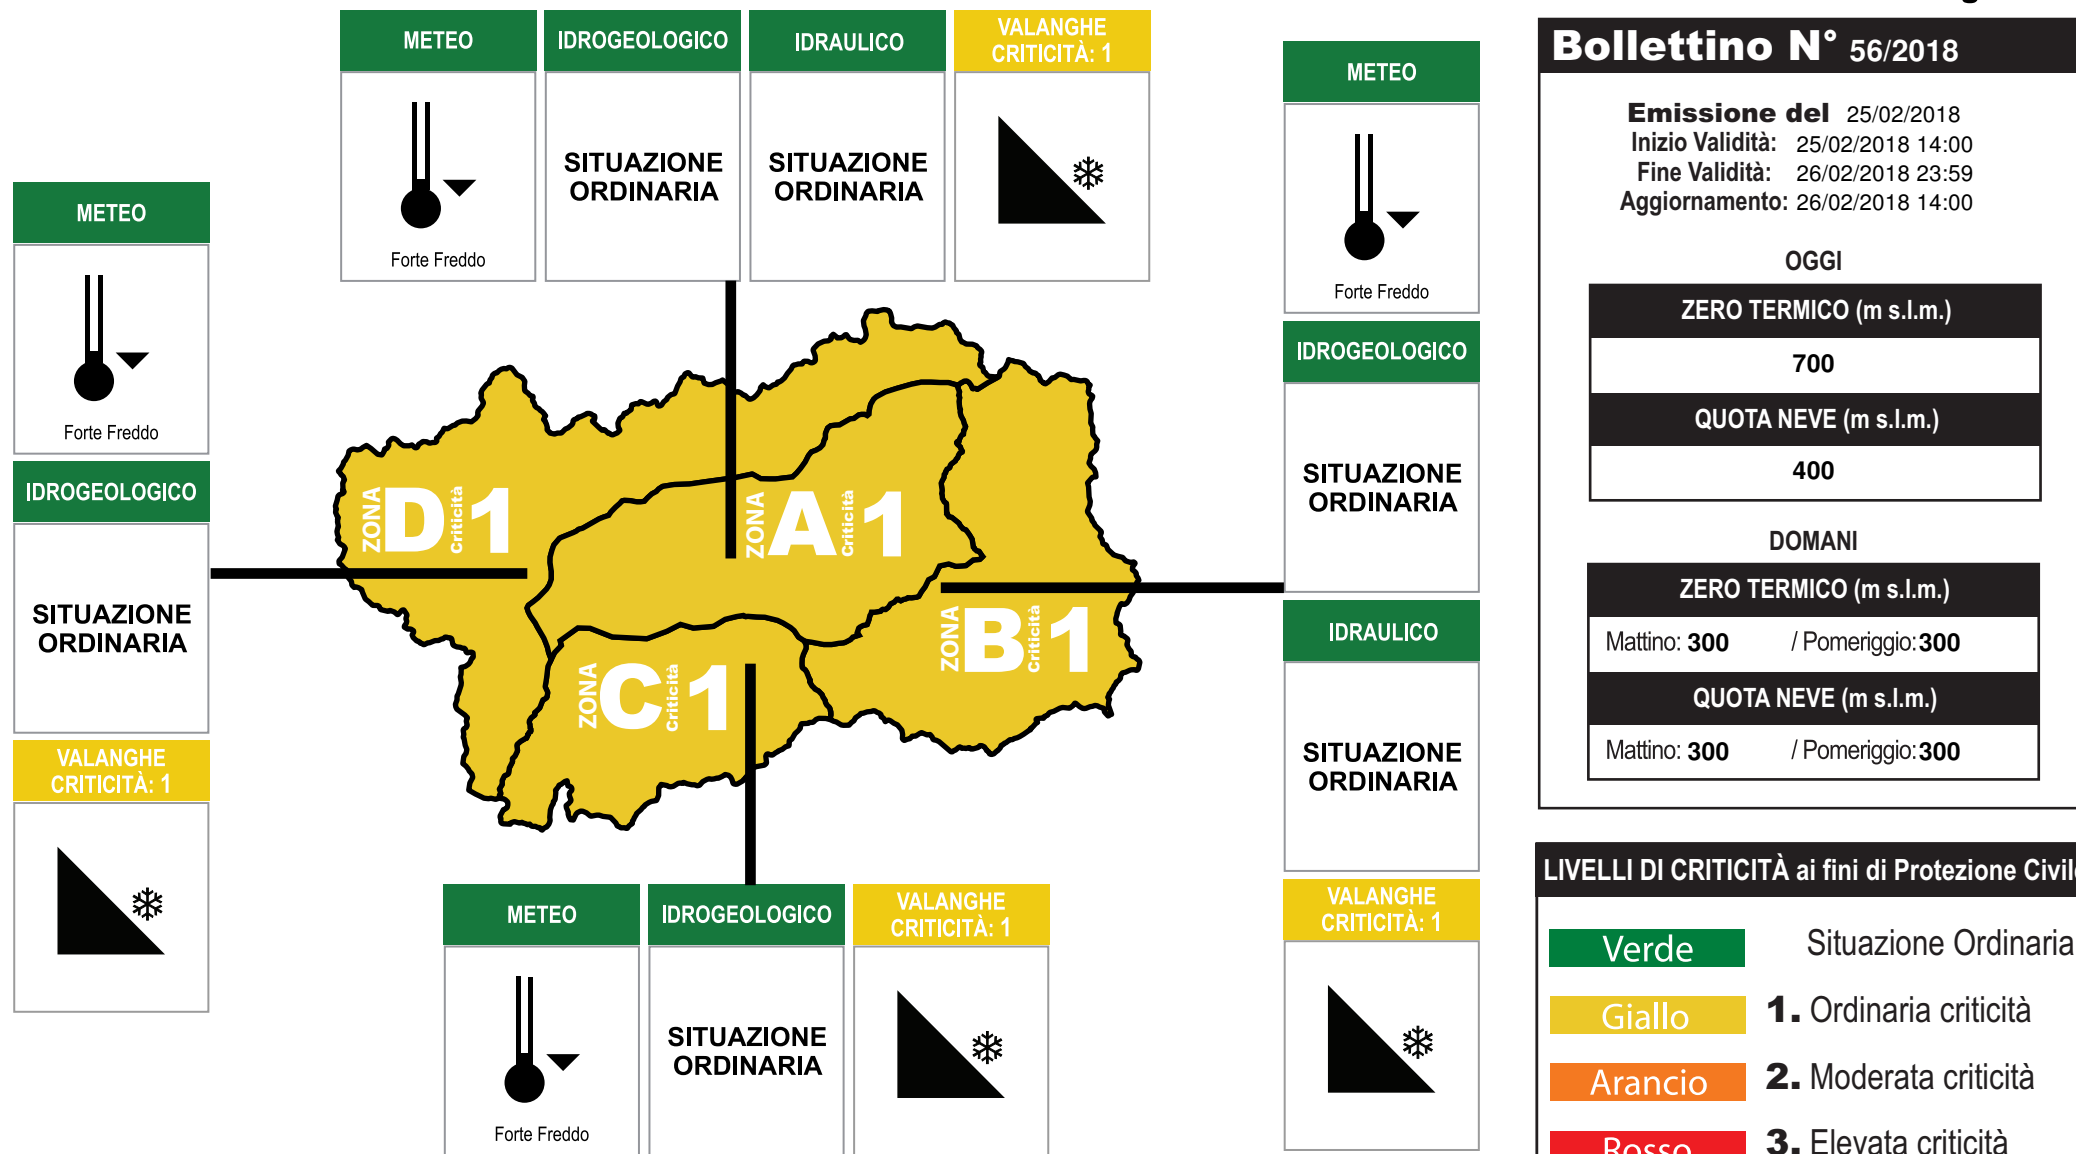 METEO
Forte Freddo
IDROGEOLOGICO
SITUAZIONE
ORDINARIA
IDRAULICO
SITUAZIONE
ORDINARIA
VALANGHE
CRITICITÀ: 1
METEO
Forte Freddo
IDROGEOLOGICO
SITUAZIONE
ORDINARIA
VALANGHE
CRITICITÀ: 1
ZONA D Criticità 1
ZONA A Criticità 1
ZONA B Criticità 1
ZONA C Criticità 1
METEO
Forte Freddo
IDROGEOLOGICO
SITUAZIONE
ORDINARIA
VALANGHE
CRITICITÀ: 1
METEO
Forte Freddo
IDROGEOLOGICO
SITUAZIONE
ORDINARIA
IDRAULICO
SITUAZIONE
ORDINARIA
VALANGHE
CRITICITÀ: 1
Bollettino N° 56/2018
Emissione del 25/02/2018
Inizio Validità: 25/02/2018 14:00
Fine Validità: 26/02/2018 23:59
Aggiornamento: 26/02/2018 14:00
OGGI
ZERO TERMICO (m s.l.m.)
700
QUOTA NEVE (m s.l.m.)
400
DOMANI
ZERO TERMICO (m s.l.m.)
Mattino: 300 / Pomeriggio: 300
QUOTA NEVE (m s.l.m.)
Mattino: 300 / Pomeriggio: 300
LIVELLI DI CRITICITÀ ai fini di Protezione Civile
Verde Situazione Ordinaria
Giallo 1. Ordinaria criticità
Arancio 2. Moderata criticità
Rosso 3. Elevata criticità